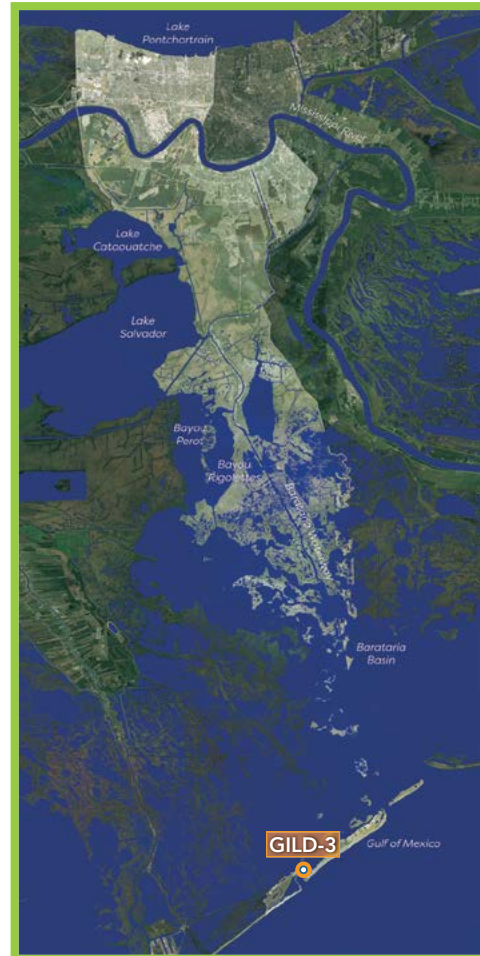 Lake
Pontchartrain
Mississippi River
Lake
Cataouatche
Lake
Salvador
Bayou
Perot
Bayou
Rigolettes
Barataria Waterway
Barataria
Basin
GILD-3
Gulf of Mexico